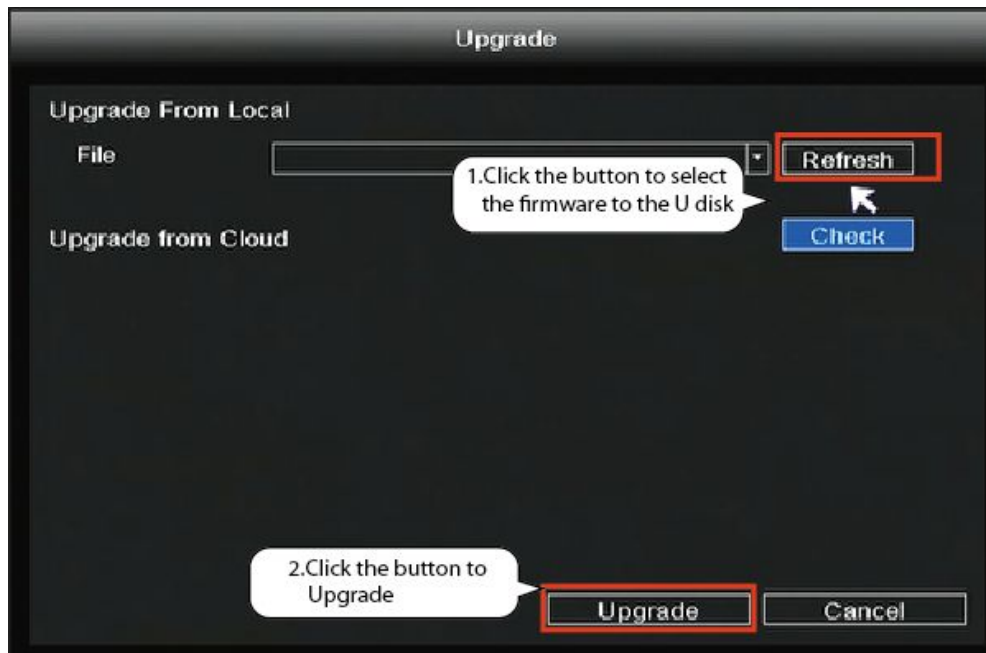 Upgrade
Upgrade From Local
File
Refresh
1.Click the button to select
the firmware to the U disk
Upgrade from Cloud
Check
2.Click the button to
Upgrade
Upgrade
Cancel